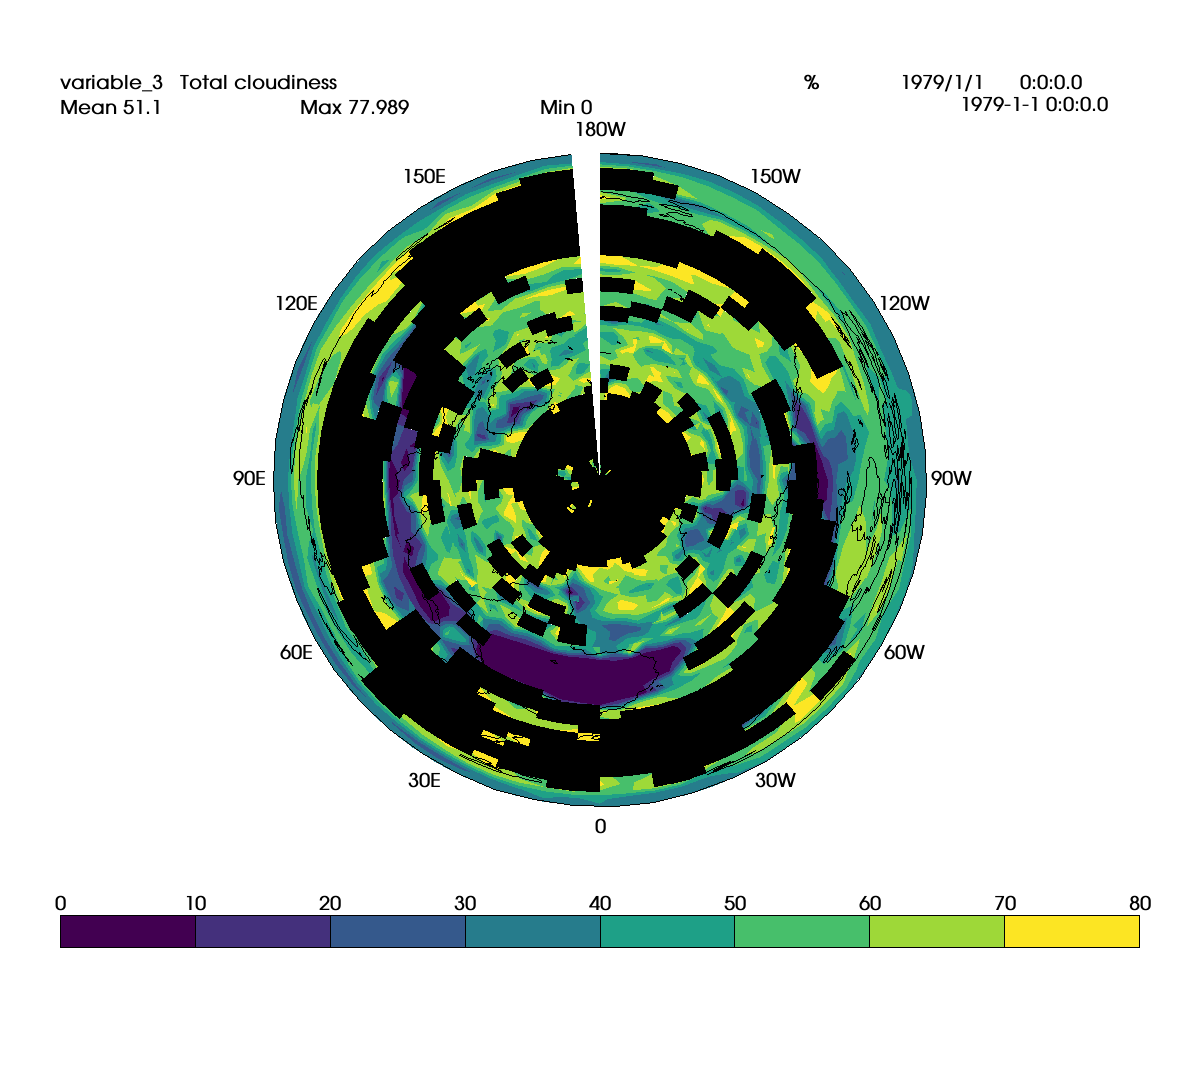 variable_3 Total cloudiness % 1979/1/1 0:0:0.0
Mean 51.1 Max 77.989 Min 0 1979-1-1 0:0:0.0
180W
150E 150W
120E 120W
90E 90W
60E 60W
30E 30W
0
0 10 20 30 40 50 60 70 80